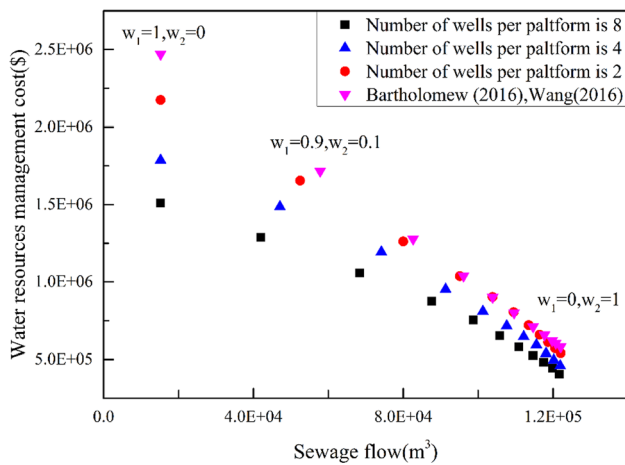 Number of wells per paltform is 8
Number of wells per paltform is 4
Number of wells per paltform is 2
Bartholomew (2016),Wang(2016)
w₁=1,w₂=0
w₁=0.9,w₂=0.1
w₁=0,w₂=1
Water resources management cost($)
2.5E+06
2.0E+06
1.5E+06
1.0E+06
5.0E+05
0.0
4.0E+04
8.0E+04
1.2E+05
Sewage flow(m³)